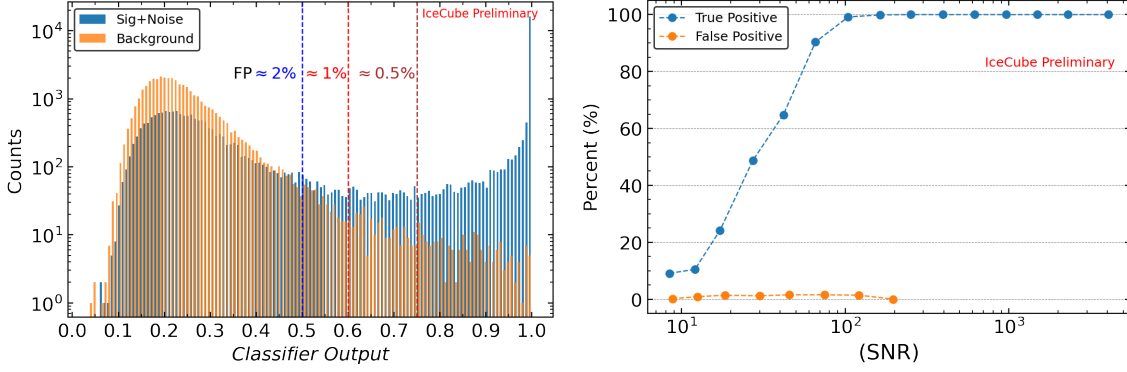 IceCube Preliminary
Sig+Noise
Background
FP ≈ 2% ≈ 1% ≈ 0.5%
Counts
10⁴
10³
10²
10¹
10⁰
0.0 0.1 0.2 0.3 0.4 0.5 0.6 0.7 0.8 0.9 1.0
Classifier Output
True Positive
False Positive
IceCube Preliminary
Percent (%)
100
80
60
40
20
0
10¹ 10² 10³
(SNR)